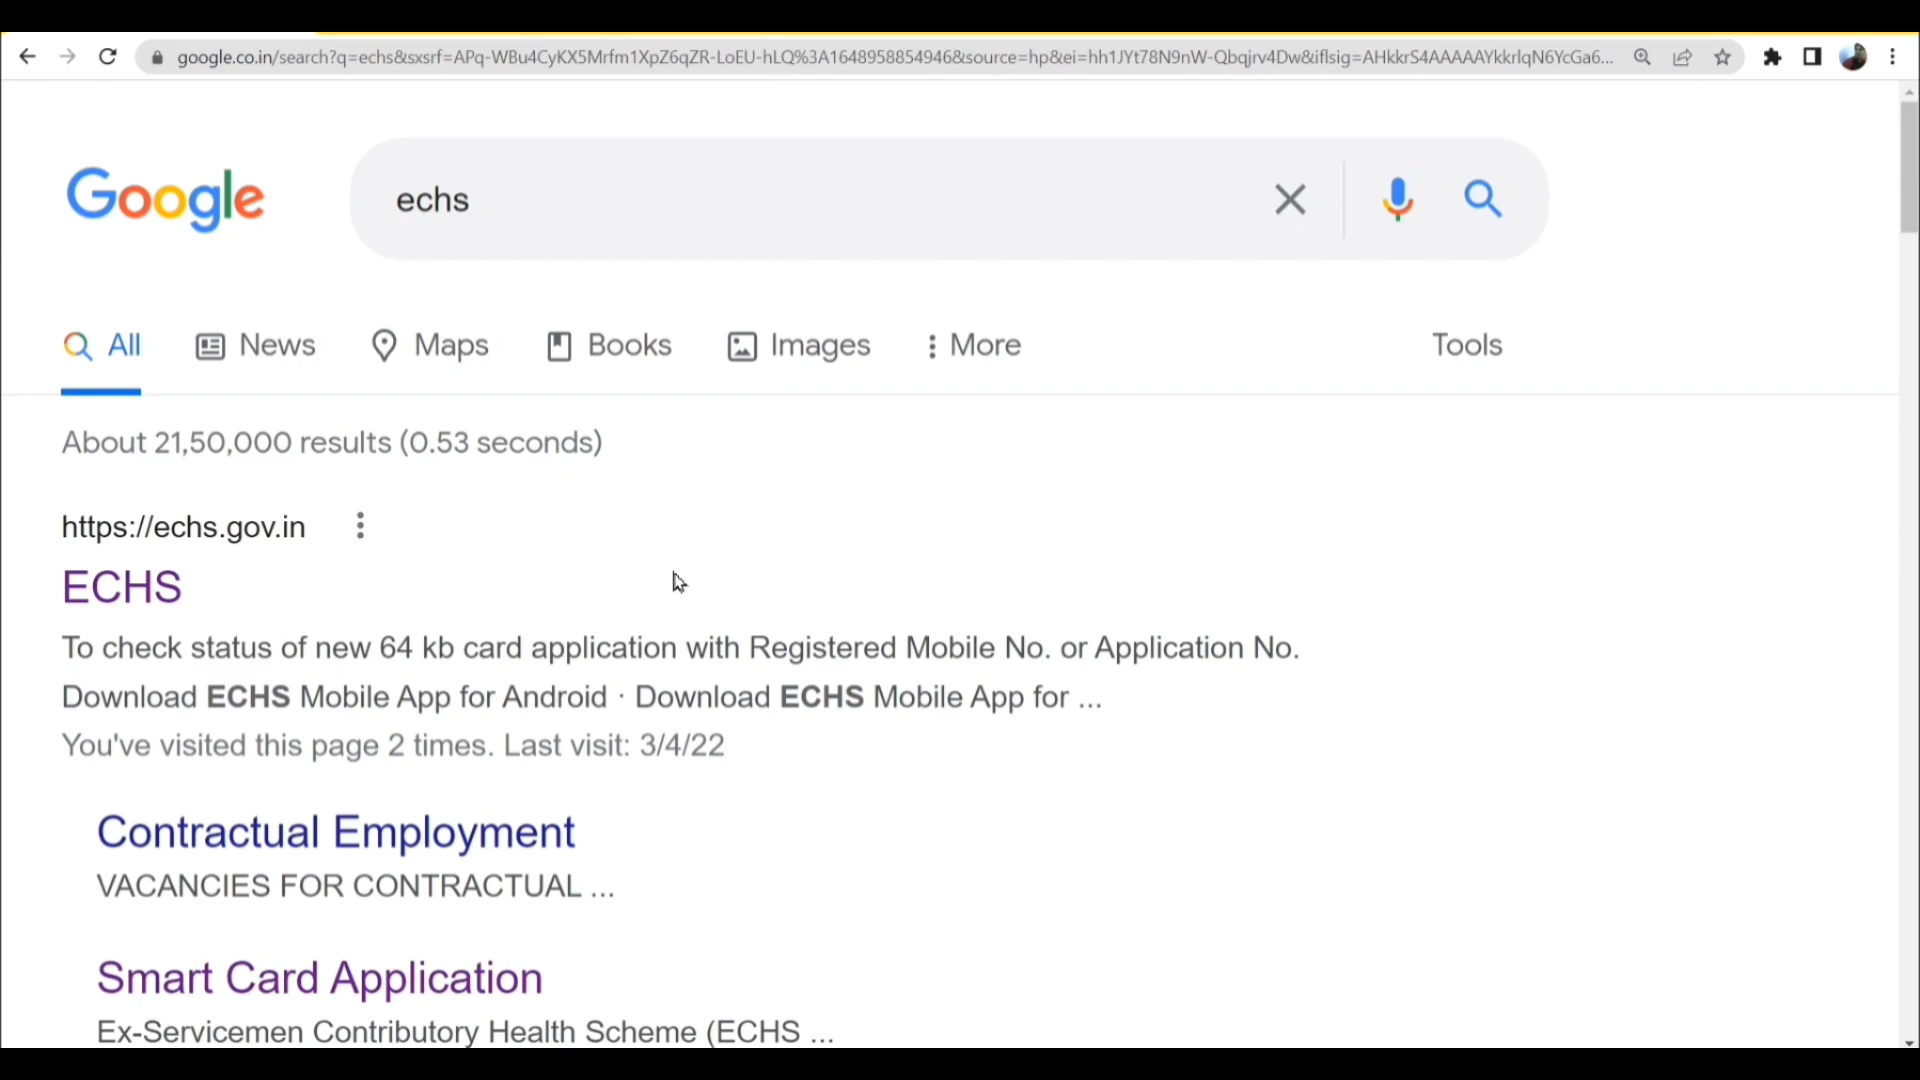 google.co.in/search?q=echs&sxsrf=APq-WBu4CyKX5Mrfm1XpZ6qZR-LoEU-hLQ%3A1648958854946&source=hp&ei=hh1JYt78N9nW-Qbqjrv4Dw&iflsig=AHkkrS4AAAAAYkkrlqN6YcGa6...
Google
echs
All News Maps Books Images More Tools
About 21,50,000 results (0.53 seconds)
https://echs.gov.in
ECHS
To check status of new 64 kb card application with Registered Mobile No. or Application No.
Download ECHS Mobile App for Android · Download ECHS Mobile App for ...
You've visited this page 2 times. Last visit: 3/4/22
Contractual Employment
VACANCIES FOR CONTRACTUAL ...
Smart Card Application
Ex-Servicemen Contributory Health Scheme (ECHS ...